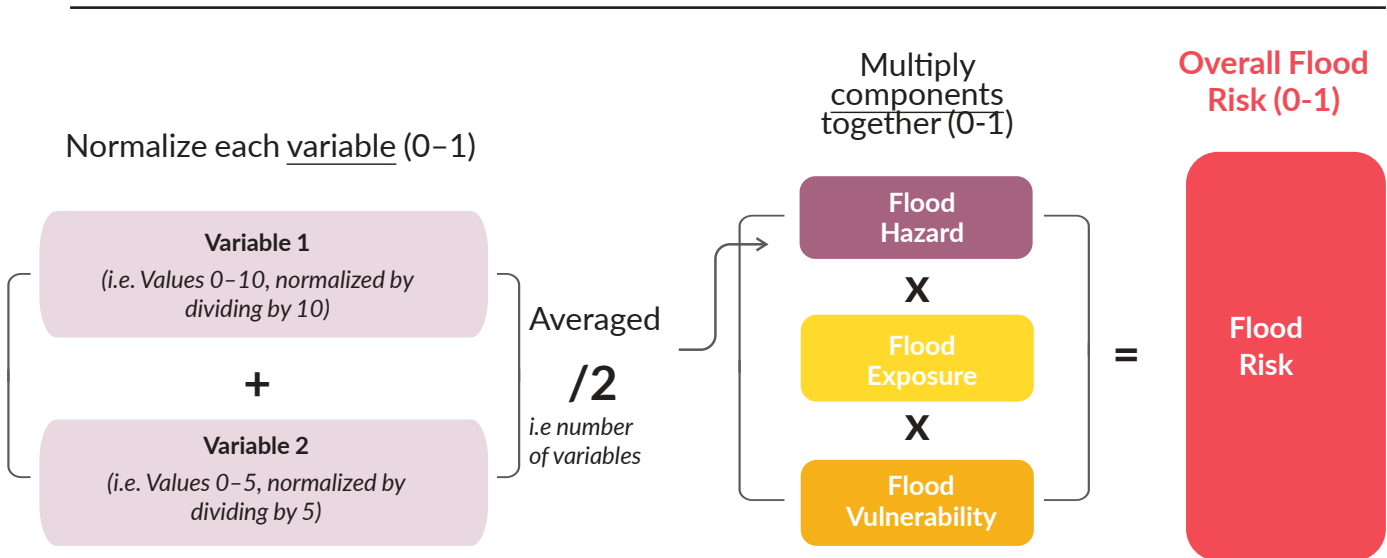 Normalize each variable (0–1)
Variable 1
(i.e. Values 0–10, normalized by
dividing by 10)
+
Variable 2
(i.e. Values 0–5, normalized by
dividing by 5)
Averaged
/2
i.e number
of variables
Multiply
components
together (0-1)
Flood
Hazard
x
Flood
Exposure
x
Flood
Vulnerability
=
Overall Flood
Risk (0-1)
Flood
Risk